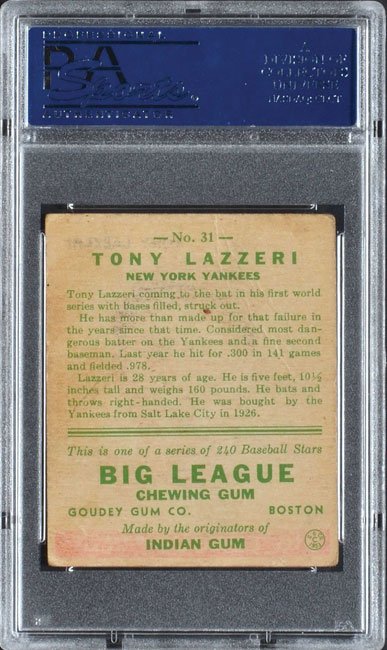 PSA
— No. 31 —
TONY LAZZERI
NEW YORK YANKEES
Tony Lazzeri coming to the bat in his first world
series with bases filled, struck out.
He has more than made up for that failure in
the years since that time. Considered most dan-
gerous batter on the Yankees and a fine second
baseman. Last year he hit for .300 in 141 games
and fielded .978.
Lazzeri is 28 years of age. He is five feet, 10½
inches tall and weighs 160 pounds. He bats and
throws right-handed. He was bought by the
Yankees from Salt Lake City in 1926.
This is one of a series of 240 Baseball Stars
BIG LEAGUE
CHEWING GUM
GOUDEY GUM CO. BOSTON
Made by the originators of
INDIAN GUM